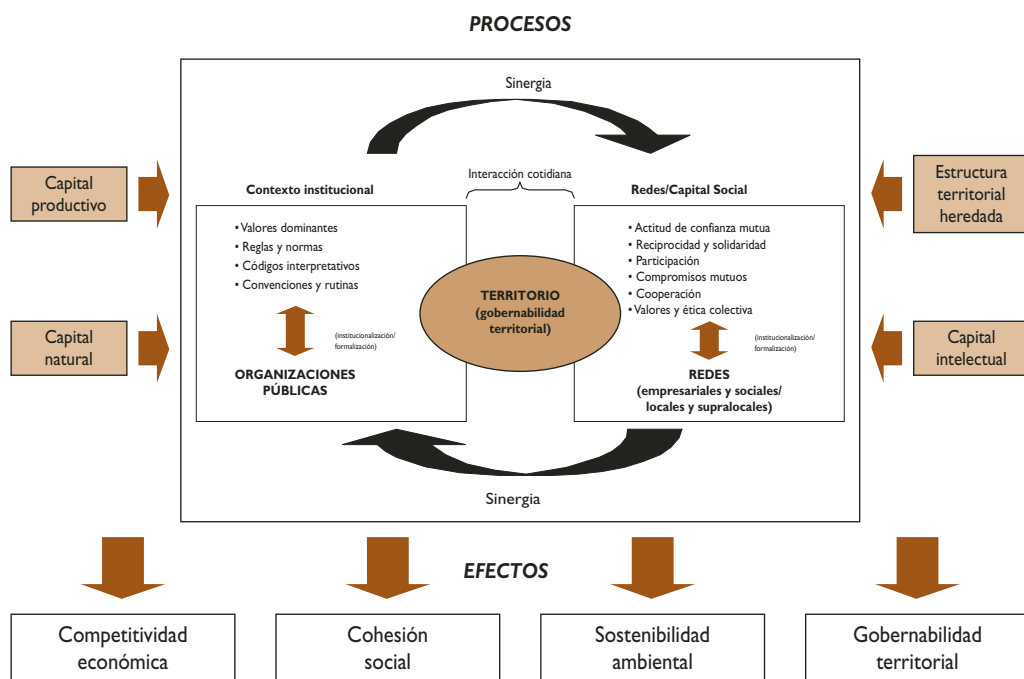 PROCESOS
Sinergia
Interacción cotidiana
Capital
productivo
Capital
natural
Contexto institucional
• Valores dominantes
• Reglas y normas
• Códigos interpretativos
• Convenciones y rutinas
(institucionalización/
formalización)
ORGANIZACIONES
PÚBLICAS
TERRITORIO
(gobernabilidad
territorial)
Redes/Capital Social
• Actitud de confianza mutua
• Reciprocidad y solidaridad
• Participación
• Compromisos mutuos
• Cooperación
• Valores y ética colectiva
(institucionalización/
formalización)
REDES
(empresariales y sociales/
locales y supralocales)
Estructura
territorial
heredada
Capital
intelectual
Sinergia
EFECTOS
Competitividad
económica
Cohesión
social
Sostenibilidad
ambiental
Gobernabilidad
territorial